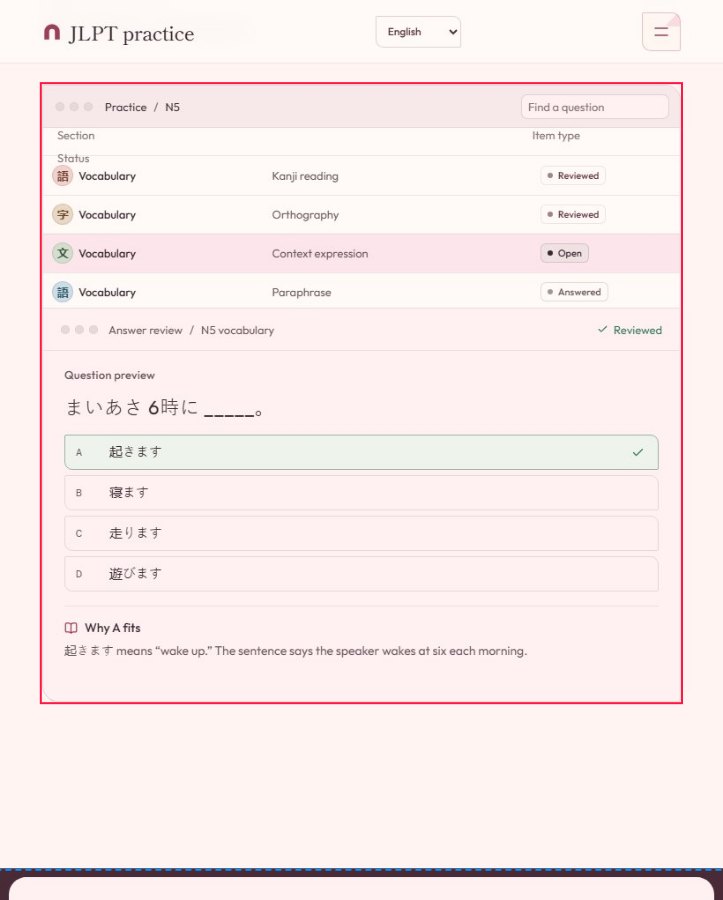 JLPT practice
English
Practice / N5
Find a question
Section
Item type
Status
語 Vocabulary Kanji reading Reviewed
字 Vocabulary Orthography Reviewed
文 Vocabulary Context expression Open
語 Vocabulary Paraphrase Answered
Answer review / N5 vocabulary
Reviewed
Question preview
まいあさ 6時に _____。
A 起きます
B 寝ます
C 走ります
D 遊びます
Why A fits
起きます means “wake up.” The sentence says the speaker wakes at six each morning.